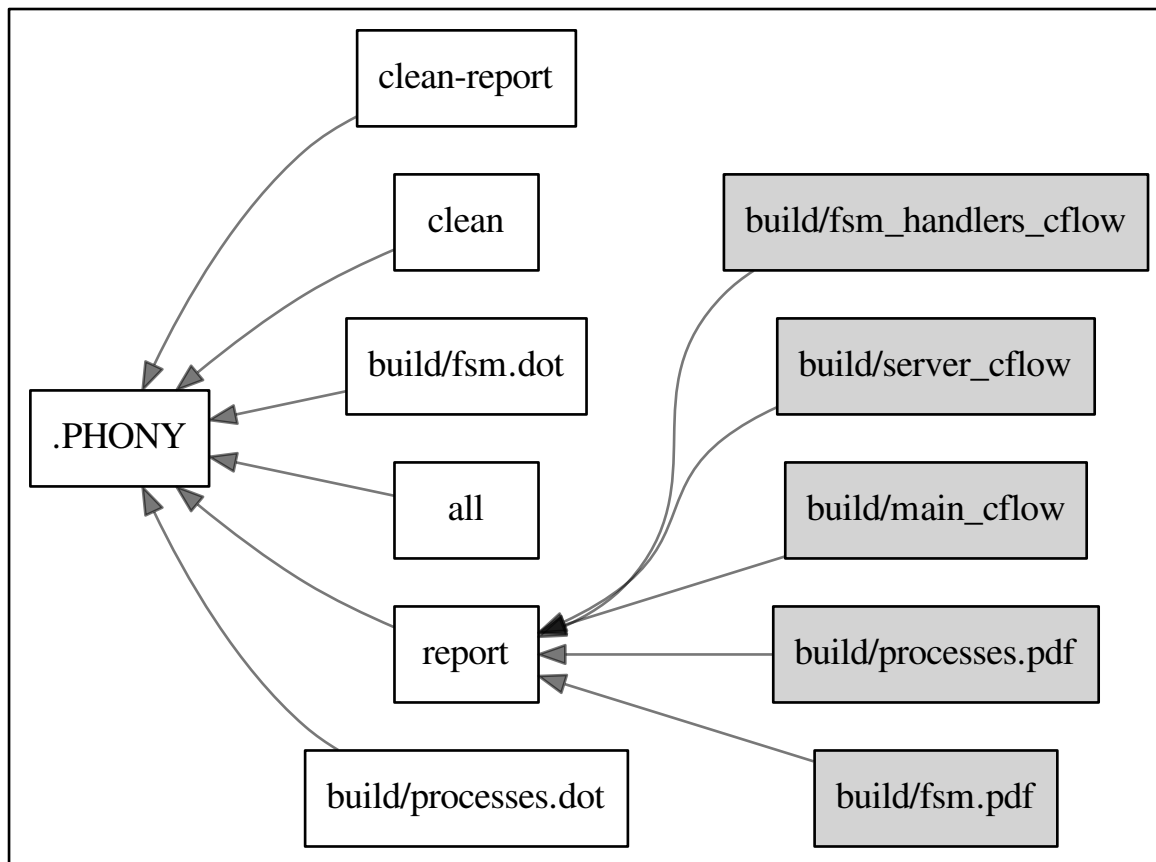 clean-report
clean
build/fsm_handlers_cflow
build/fsm.dot
build/server_cflow
.PHONY
all
build/main_cflow
report
build/processes.pdf
build/processes.dot
build/fsm.pdf